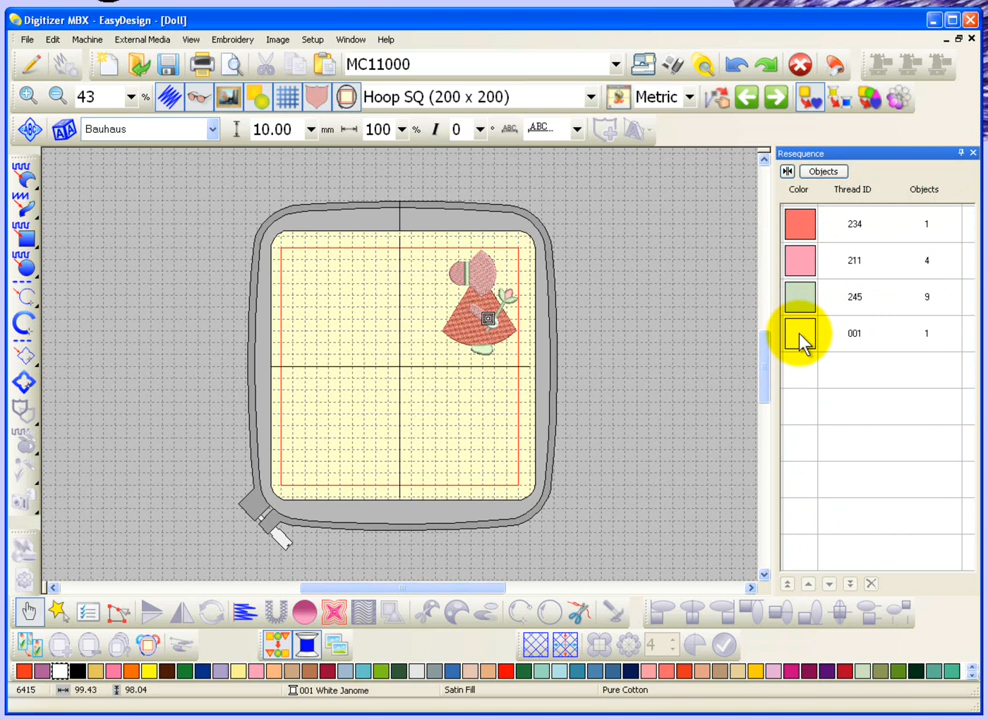 Digitizer MBX - EasyDesign - [Doll]
File Edit Machine External Media View Embroidery Image Setup Window Help
MC11000
43 % Hoop SQ (200 x 200) Metric
Bauhaus 10.00 mm 100 % I 0 ° ABC ABC...
Resequence
Objects
Color Thread ID Objects
234 1
211 4
245 9
001 1
4
6415 99.43 98.04 001 White Janome Satin Fill Pure Cotton